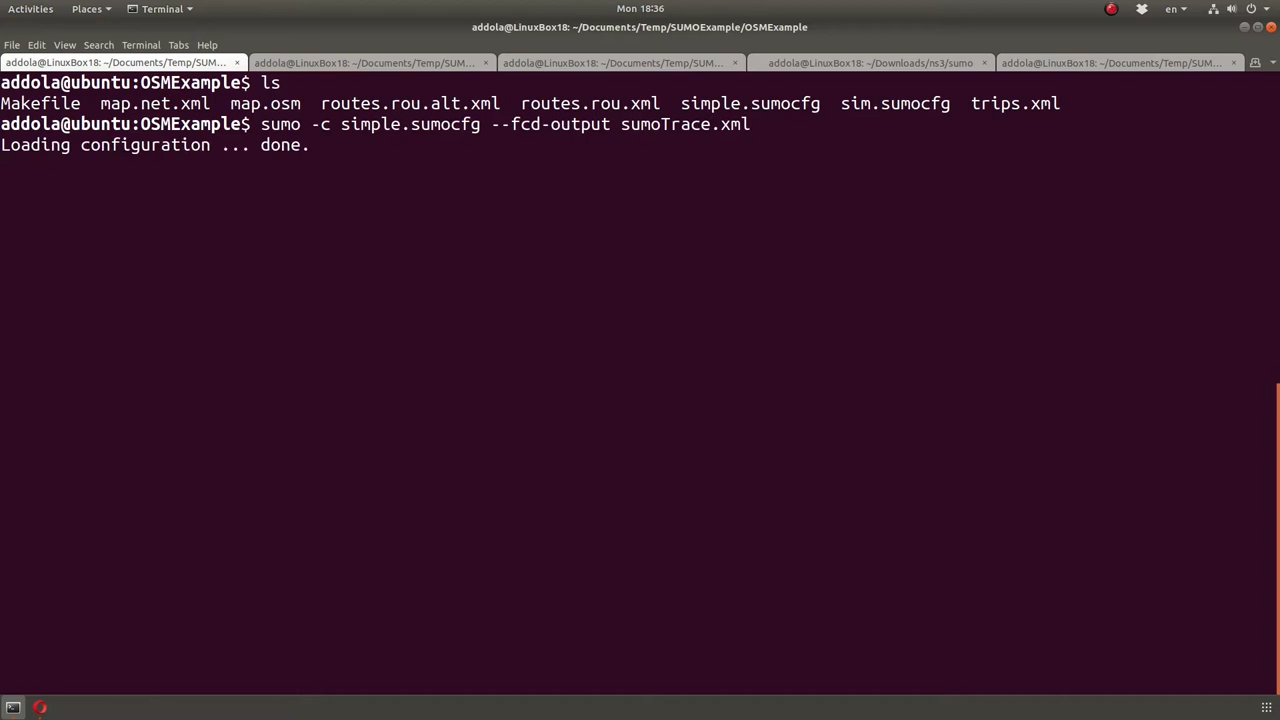 Activities Places Terminal Mon 18:36 en
addola@LinuxBox18: ~/Documents/Temp/SUMOExample/OSMExample
File Edit View Search Terminal Tabs Help
addola@LinuxBox18: ~/Documents/Temp/SUM... × addola@LinuxBox18: ~/Documents/Temp/SUM... × addola@LinuxBox18: ~/Documents/Temp/SUM... × addola@LinuxBox18: ~/Downloads/ns3/sumo × addola@LinuxBox18: ~/Documents/Temp/SUM... ×
addola@ubuntu:OSMExample$ ls
Makefile map.net.xml map.osm routes.rou.alt.xml routes.rou.xml simple.sumocfg sim.sumocfg trips.xml
addola@ubuntu:OSMExample$ sumo -c simple.sumocfg --fcd-output sumoTrace.xml
Loading configuration ... done.